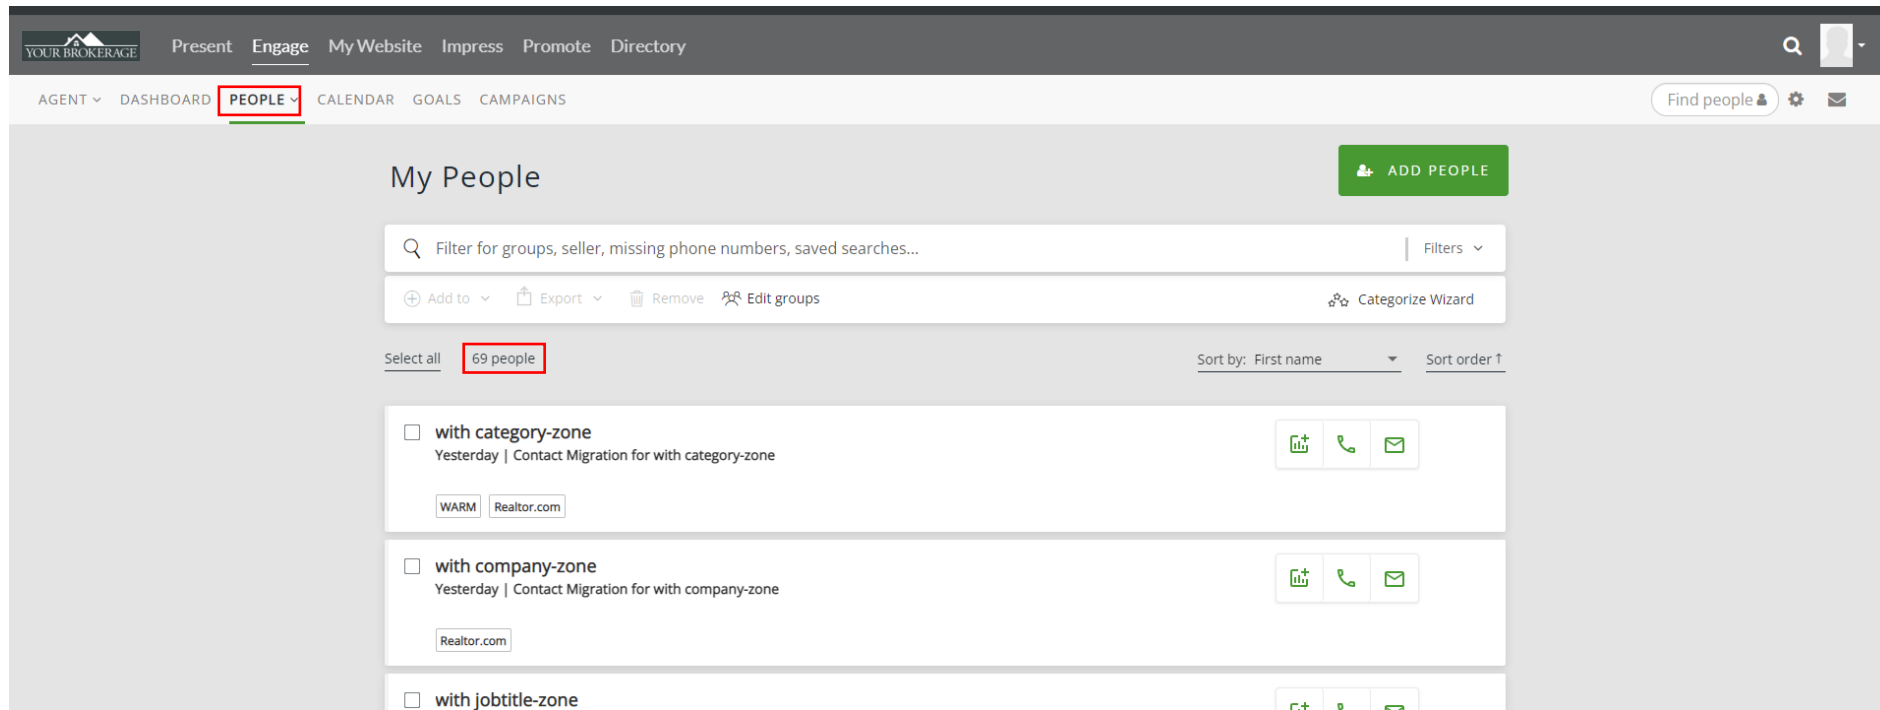 YOUR BROKERAGE Present Engage My Website Impress Promote Directory
AGENT DASHBOARD PEOPLE CALENDAR GOALS CAMPAIGNS Find people
My People ADD PEOPLE
Filter for groups, seller, missing phone numbers, saved searches... Filters
Add to Export Remove Edit groups Categorize Wizard
Select all 69 people Sort by: First name Sort order ↑
with category-zone
Yesterday | Contact Migration for with category-zone
WARM Realtor.com
with company-zone
Yesterday | Contact Migration for with company-zone
Realtor.com
with jobtitle-zone